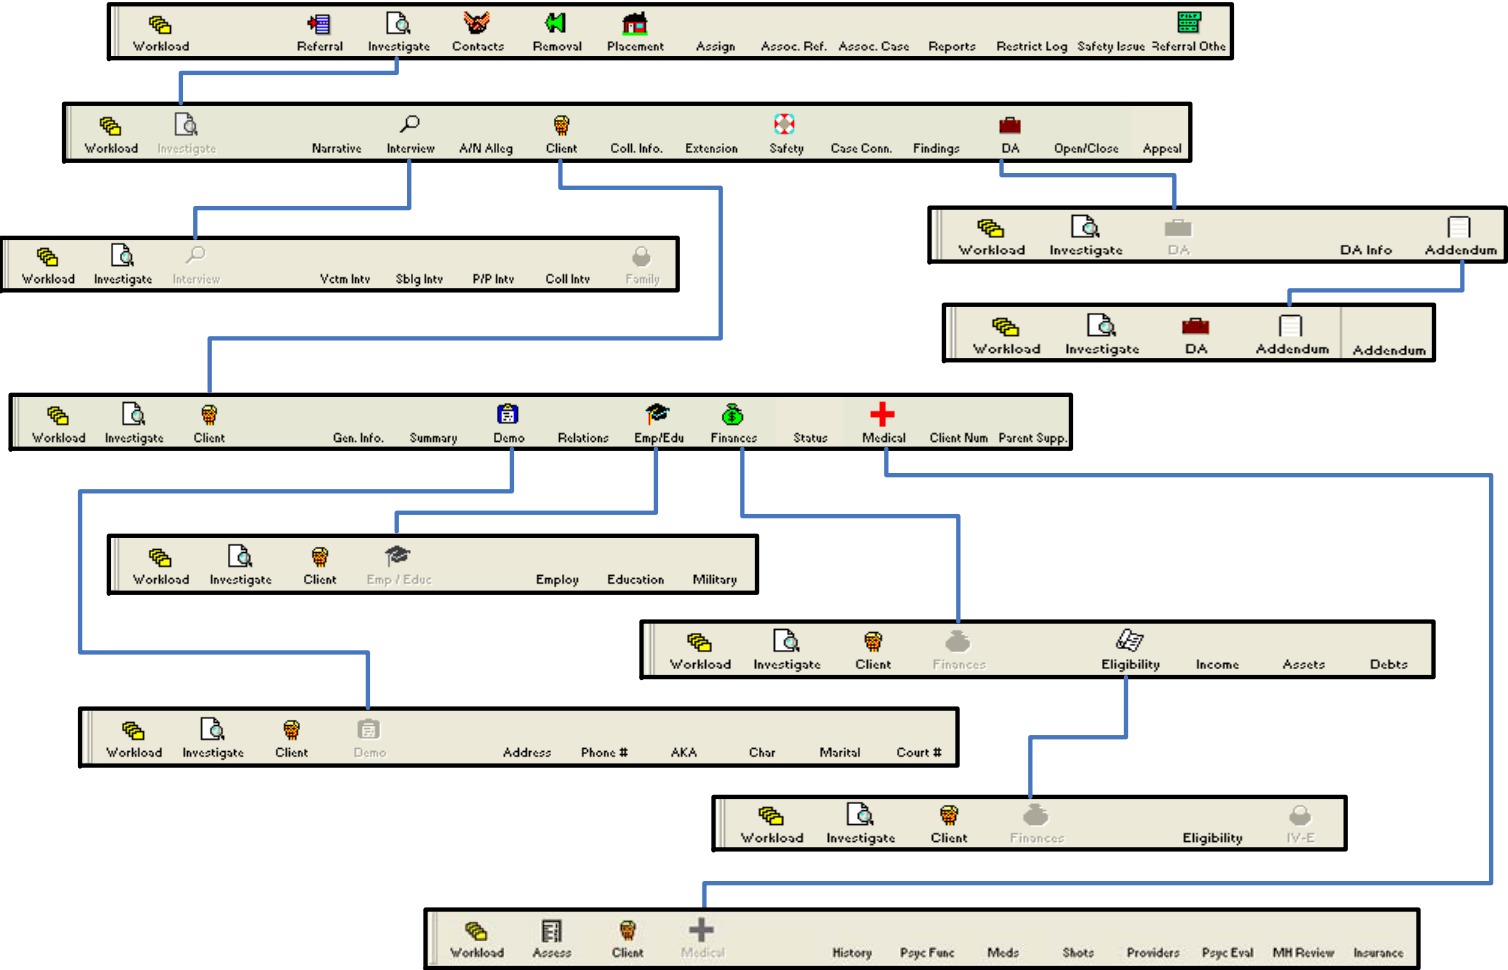 Workload Referral Investigate Contacts Removal Placement Assign Assoc. Ref. Assoc. Case Reports Restrict Log Safety Issue Referral Othe
Workload Investigate Narrative Interview A/N Alleg Client Coll. Info. Extension Safety Case Conn. Findings DA Open/Close Appeal
Workload Investigate DA DA Info Addendum
Workload Investigate Interview Vctm Intv Sblg Intv P/P Intv Coll Intv Family
Workload Investigate DA Addendum Addendum
Workload Investigate Client Gen. Info. Summary Demo Relations Emp/Edu Finances Status Medical Client Num Parent Supp.
Workload Investigate Client Emp / Educ Employ Education Military
Workload Investigate Client Finances Eligibility Income Assets Debts
Workload Investigate Client Demo Address Phone # AKA Char Marital Court #
Workload Investigate Client Finances Eligibility IV-E
Workload Assess Client Medical History Psyc Func Meds Shots Providers Psyc Eval MH Review Insurance